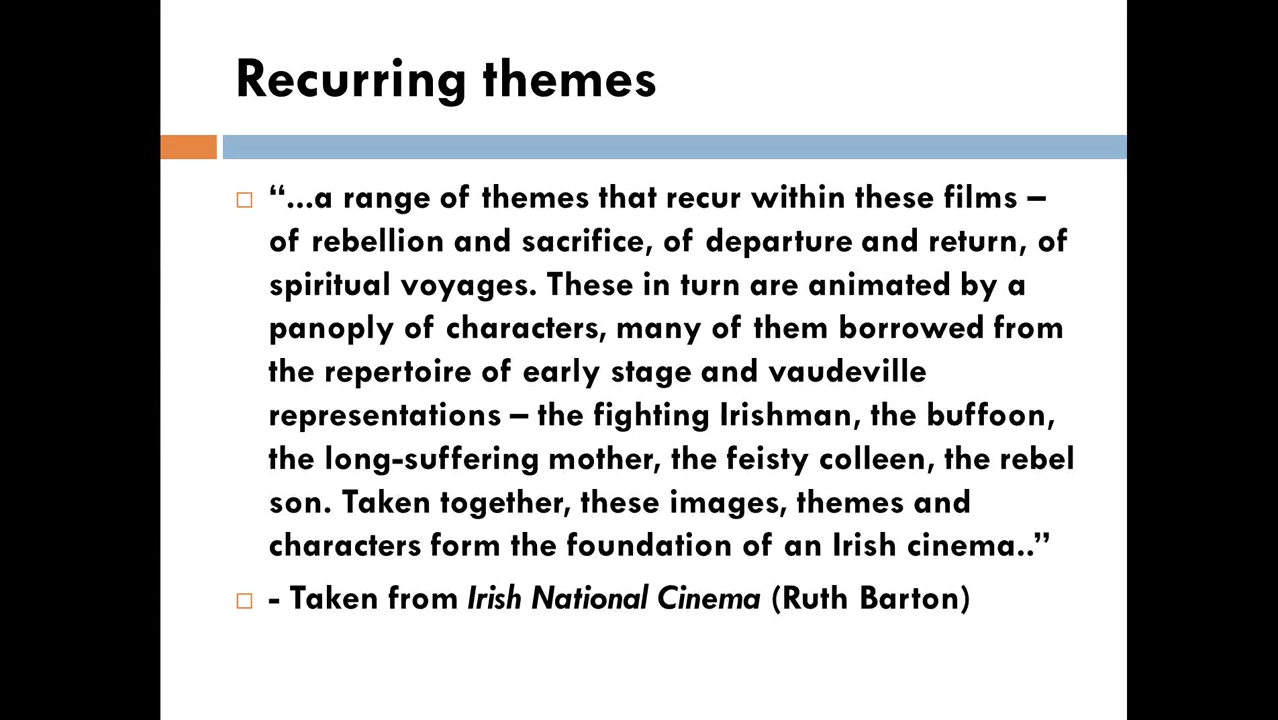 Recurring themes
“...a range of themes that recur within these films –
of rebellion and sacrifice, of departure and return, of
spiritual voyages. These in turn are animated by a
panoply of characters, many of them borrowed from
the repertoire of early stage and vaudeville
representations – the fighting Irishman, the buffoon,
the long-suffering mother, the feisty colleen, the rebel
son. Taken together, these images, themes and
characters form the foundation of an Irish cinema..”
- Taken from Irish National Cinema (Ruth Barton)